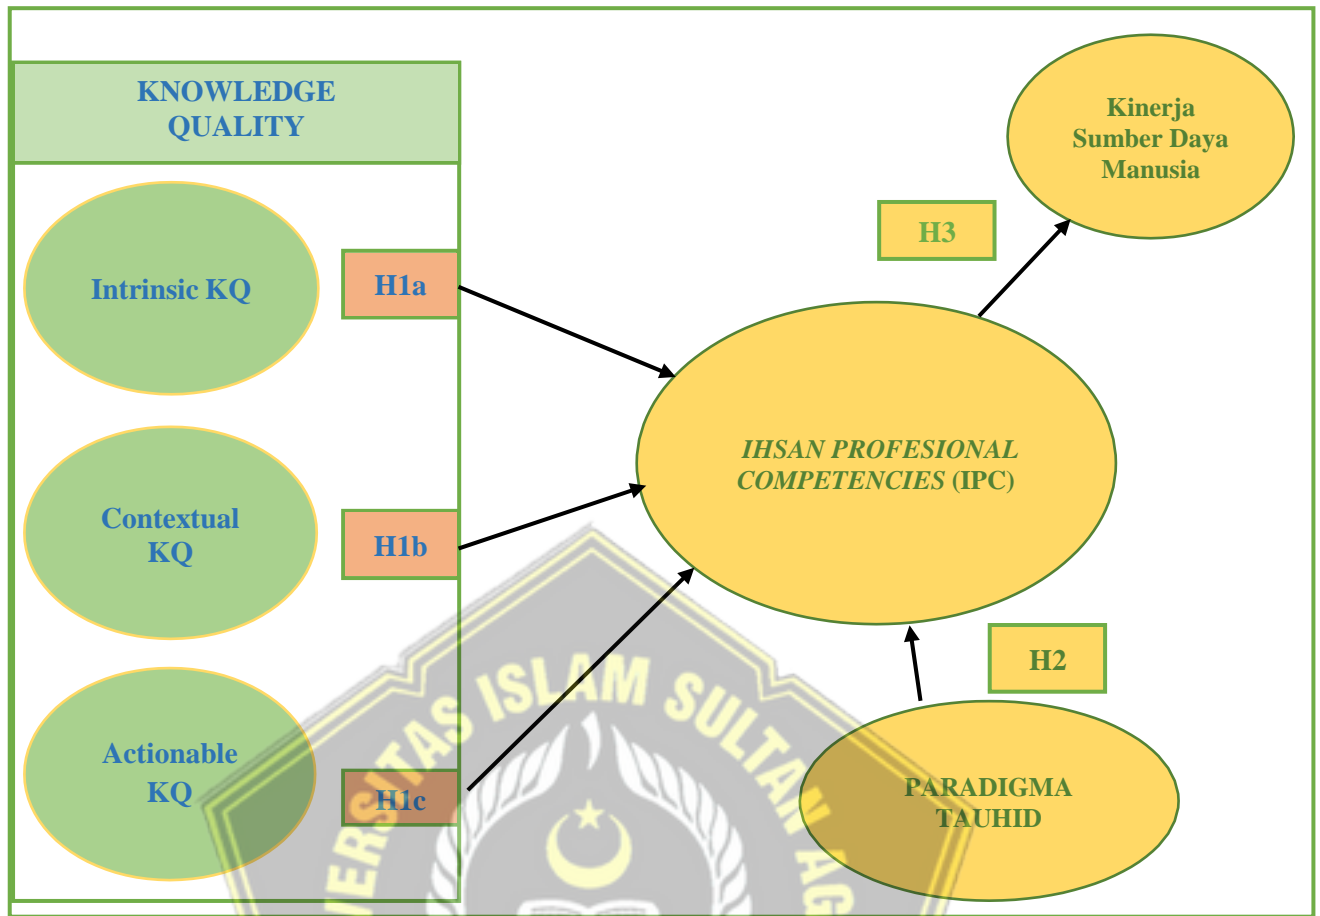 KNOWLEDGE
QUALITY
Intrinsic KQ
H1a
Contextual
KQ
H1b
Actionable
KQ
H1c
Kinerja
Sumber Daya
Manusia
H3
IHSAN PROFESIONAL
COMPETENCIES (IPC)
H2
PARADIGMA
TAUHID
ISLAM SULTAN